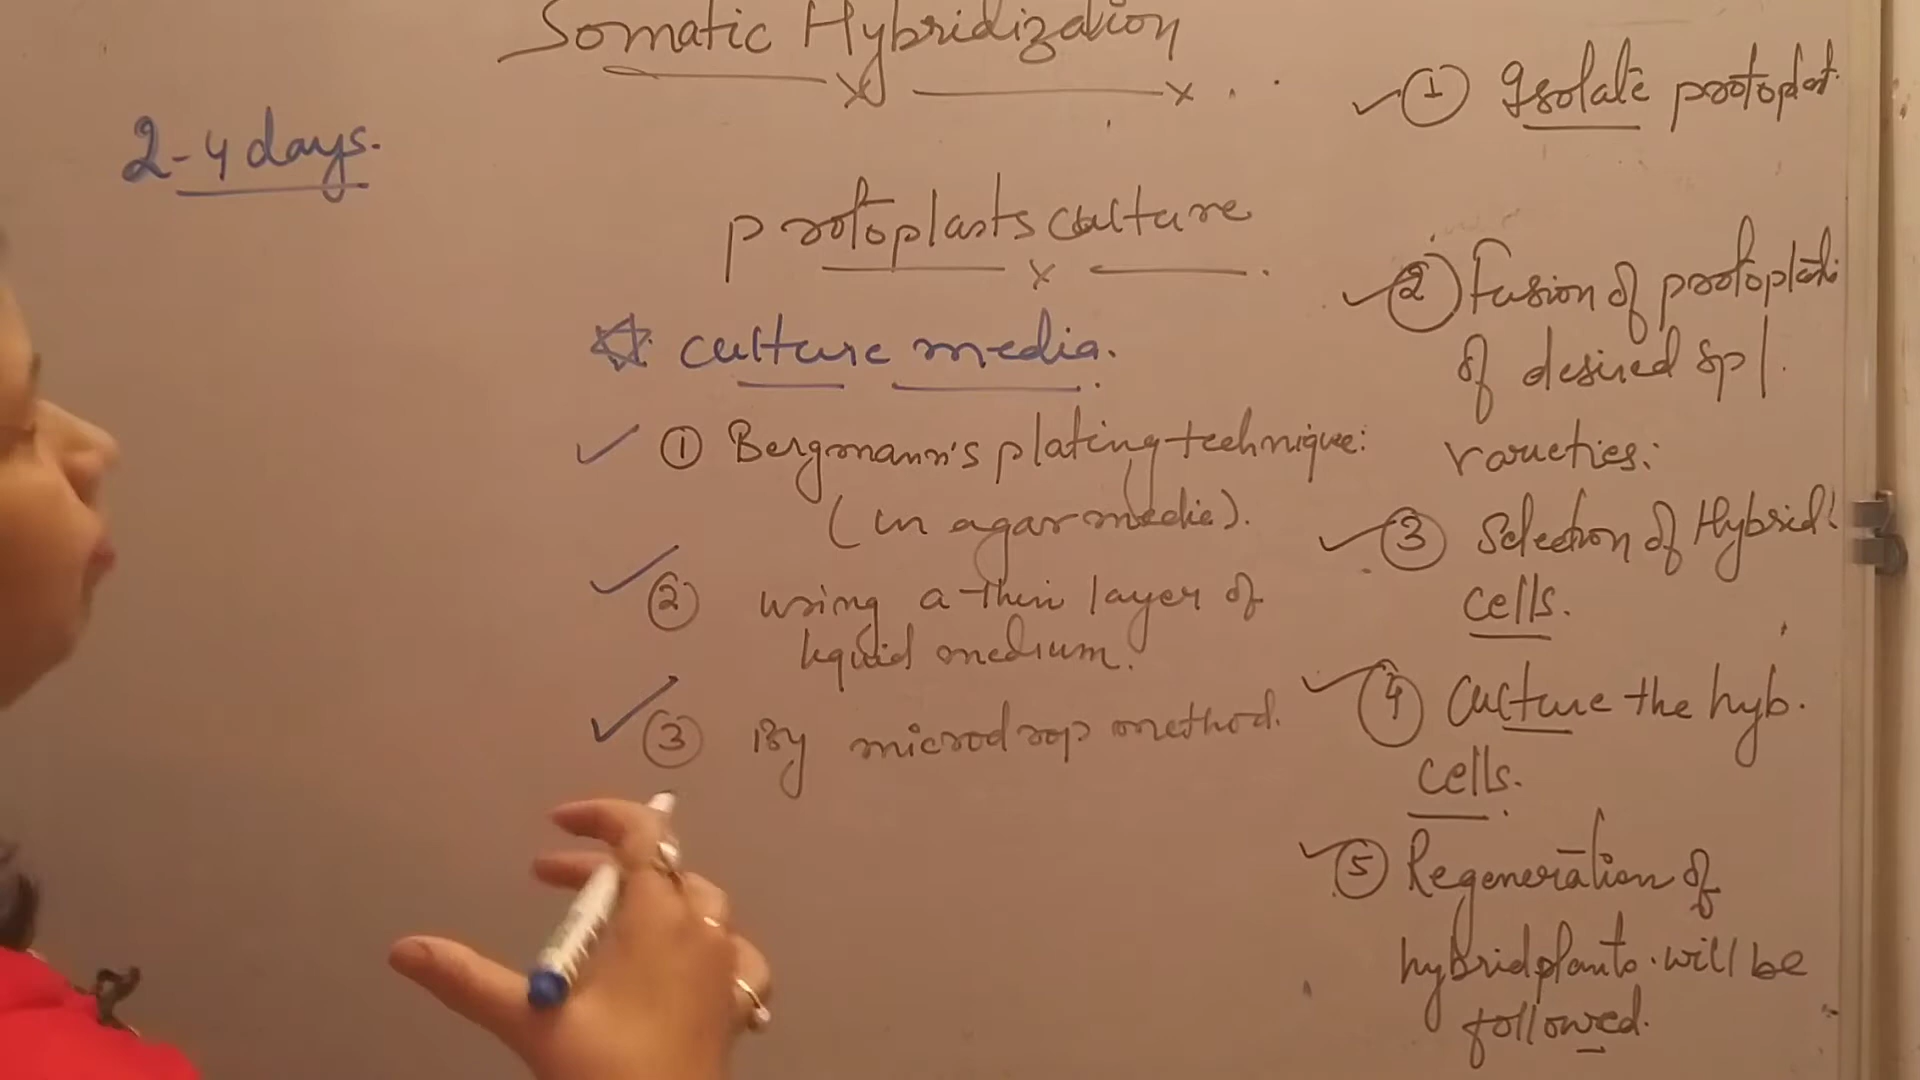 Somatic Hybridization
2-4 days.
protoplasts culture
culture media.
① Bergmann's plating technique:
(in agar media).
② using a thin layer of
liquid medium.
③ By microdrop method.
① Isolate
② Fusion of
of desired sp/.
varieties.
③ Selection of Hybrid
cells.
④ Culture the hyb.
cells.
⑤ Regeneration of
hybrid plants. will be
followed.